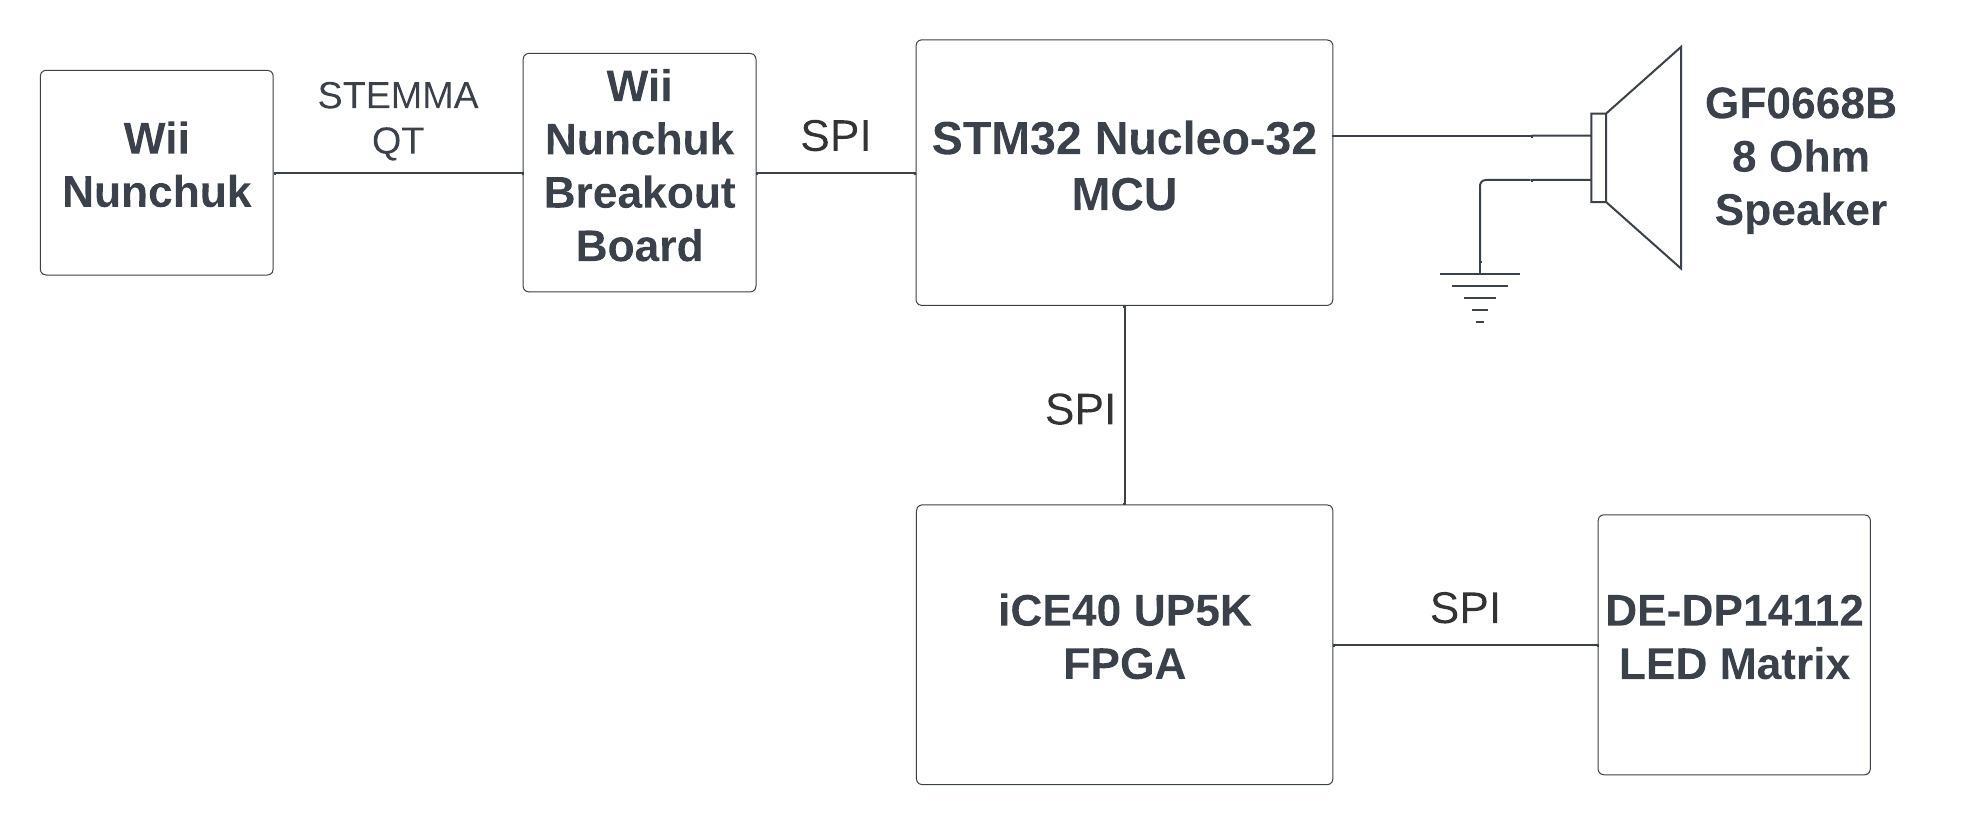 Wii
Nunchuk
STEMMA
QT
Wii
Nunchuk
Breakout
Board
SPI
STM32 Nucleo-32
MCU
GF0668B
8 Ohm
Speaker
SPI
iCE40 UP5K
FPGA
SPI
DE-DP14112
LED Matrix